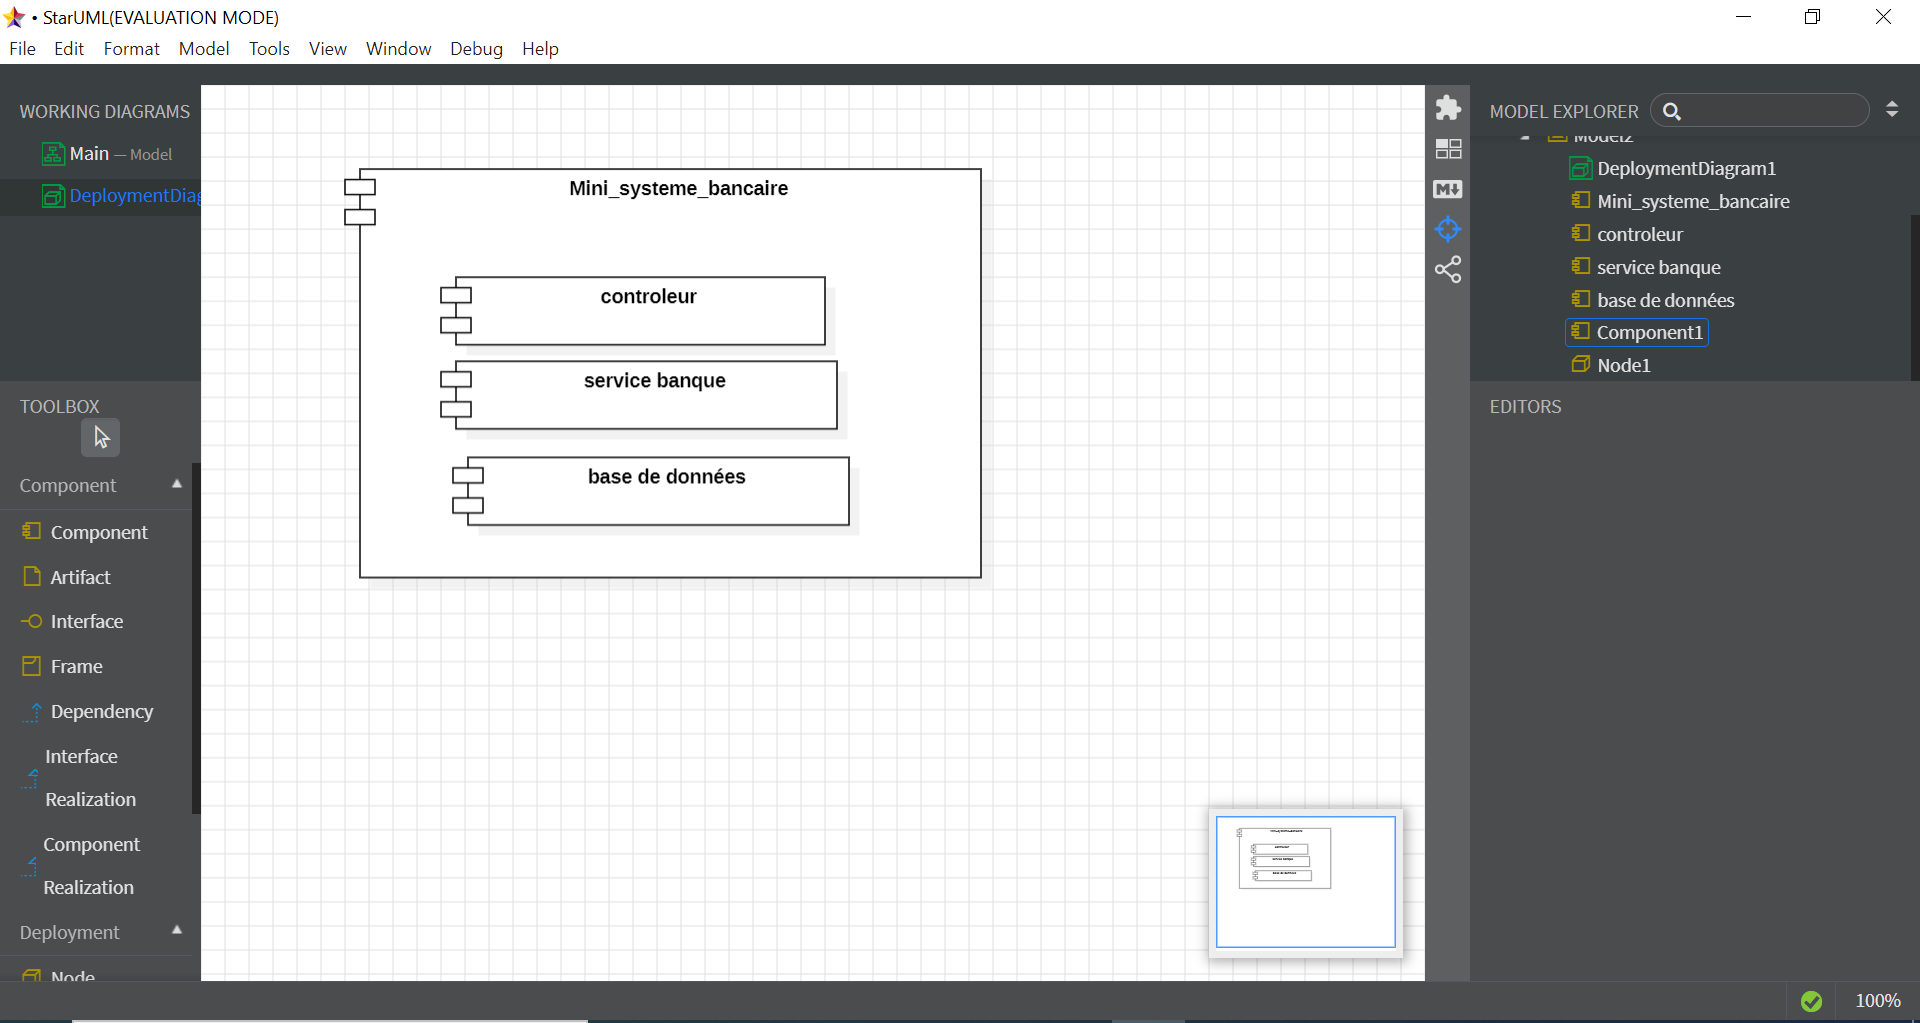 • StarUML(EVALUATION MODE)
File Edit Format Model Tools View Window Debug Help
WORKING DIAGRAMS
Main — Model
DeploymentDiag
TOOLBOX
Component
Component
Artifact
Interface
Frame
Dependency
Interface
Realization
Component
Realization
Deployment
Node
Mini_systeme_bancaire
controleur
service banque
base de données
MODEL EXPLORER
Model2
DeploymentDiagram1
Mini_systeme_bancaire
controleur
service banque
base de données
Component1
Node1
EDITORS
100%